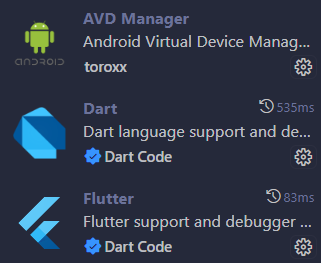 AVD Manager
Android Virtual Device Manag...
android
toroxx
Dart
535ms
Dart language support and de...
Dart Code
Flutter
83ms
Flutter support and debugger ...
Dart Code